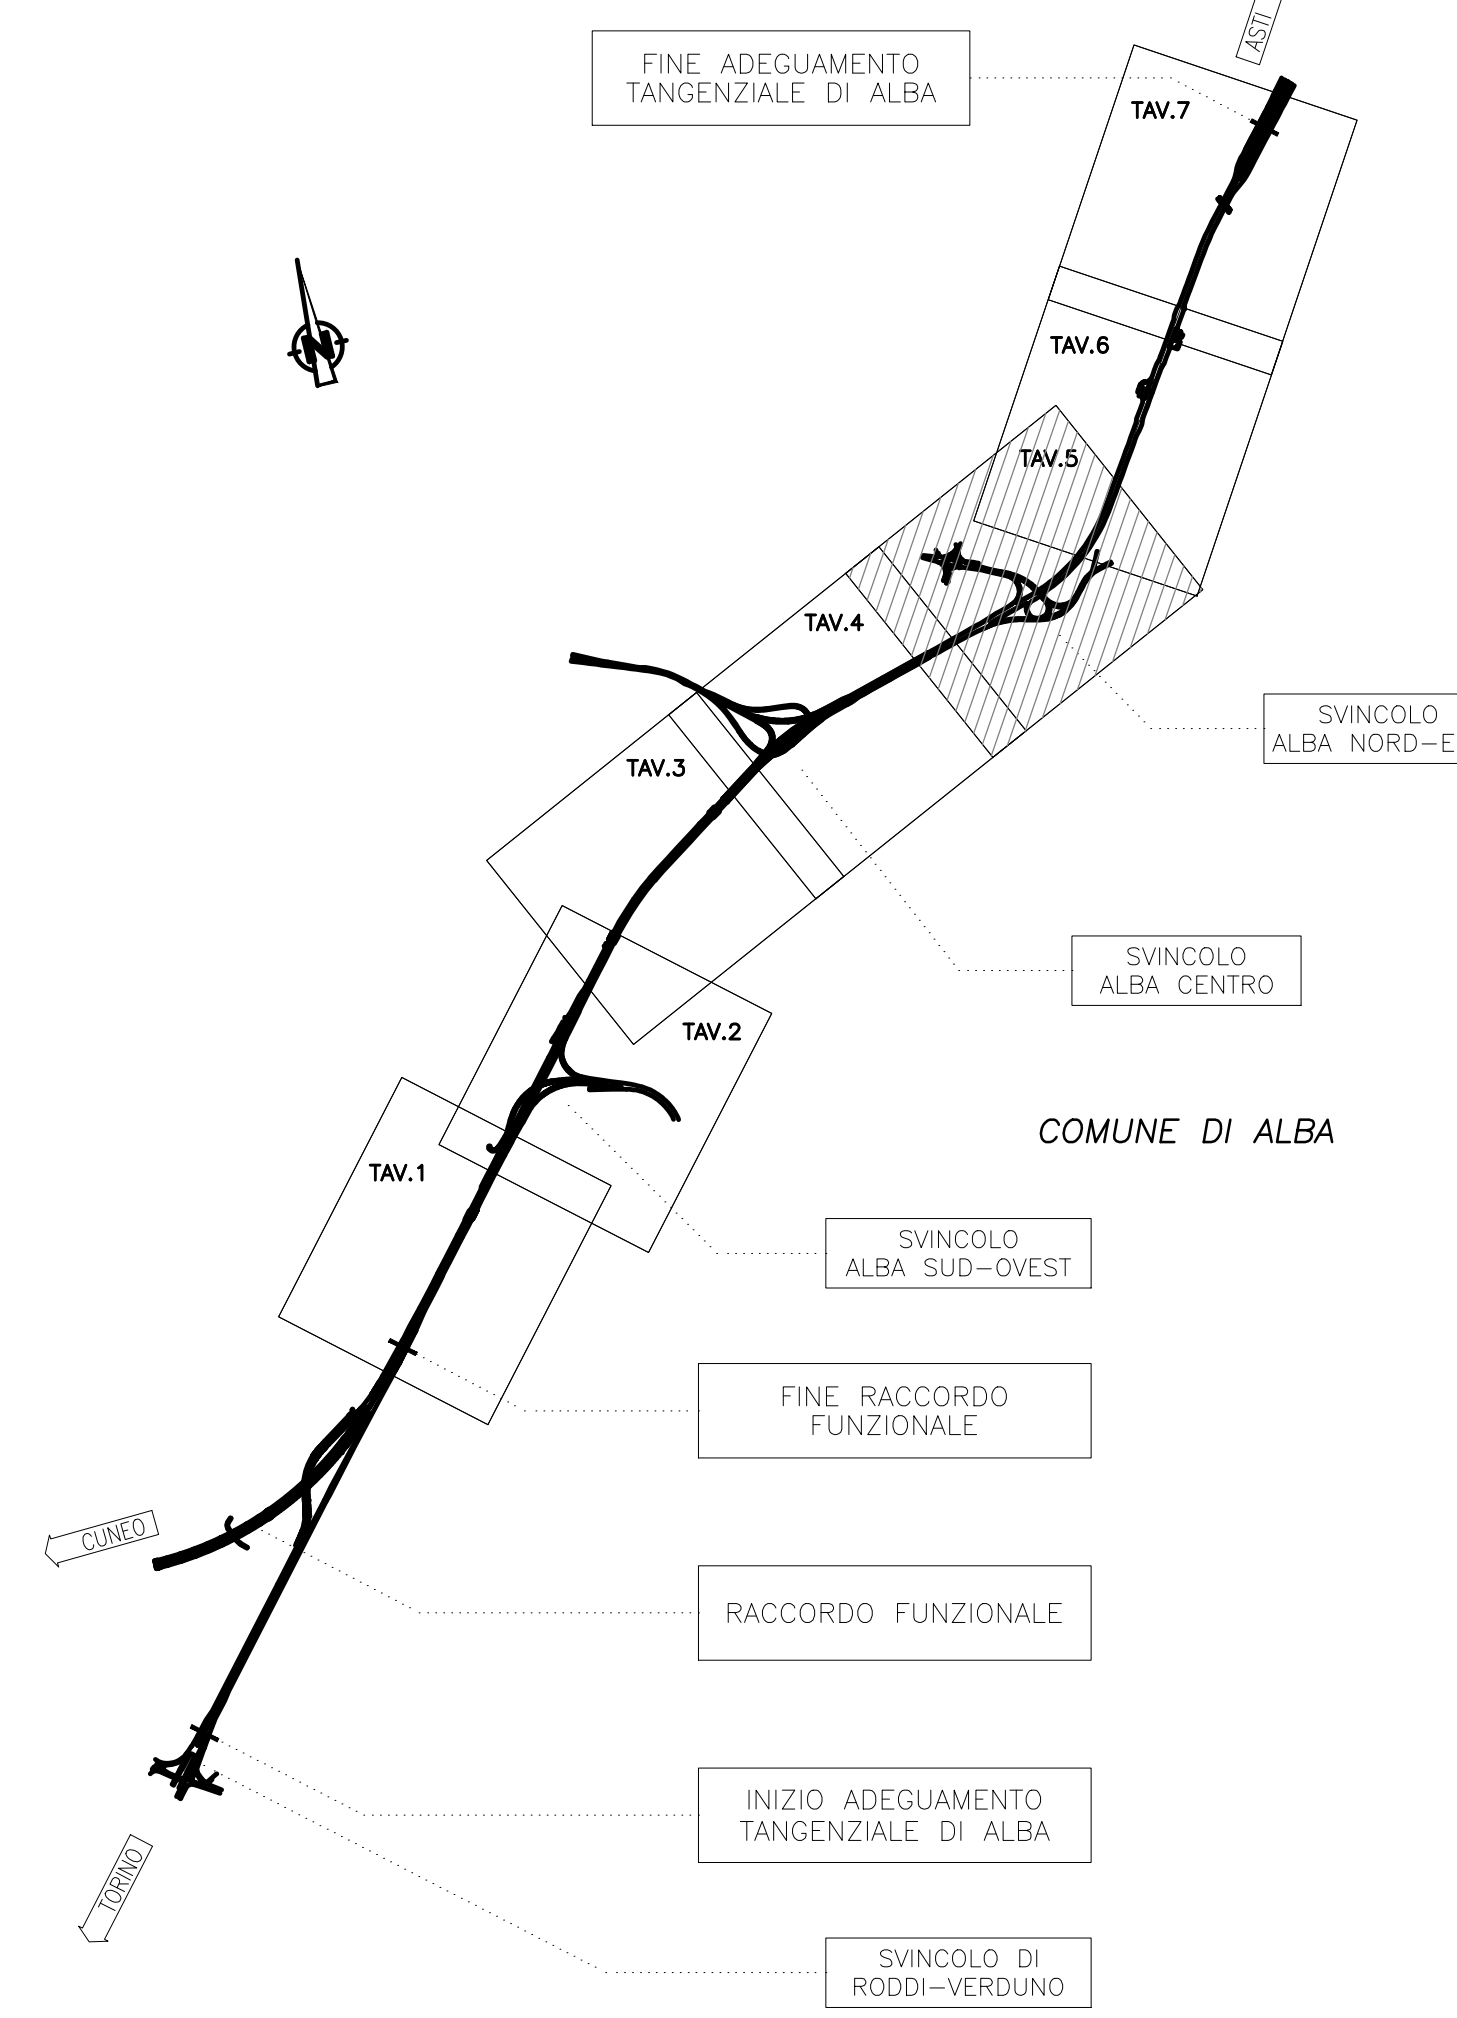 ASTI
FINE ADEGUAMENTO
TANGENZIALE DI ALBA
TAV.7
N
TAV.6
TAV.5
TAV.4
SVINCOLO
ALBA NORD-E
TAV.3
SVINCOLO
ALBA CENTRO
TAV.2
COMUNE DI ALBA
TAV.1
SVINCOLO
ALBA SUD-OVEST
FINE RACCORDO
FUNZIONALE
CUNEO
RACCORDO FUNZIONALE
INIZIO ADEGUAMENTO
TANGENZIALE DI ALBA
TORINO
SVINCOLO DI
RODDI-VERDUNO